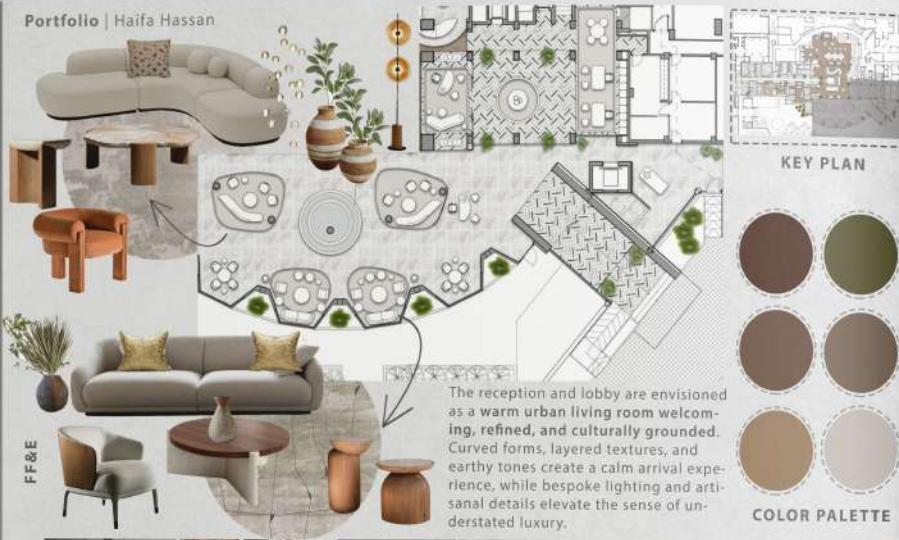 Portfolio | Haifa Hassan
KEY PLAN
FF&E
The reception and lobby are envisioned
as a warm urban living room welcom-
ing, refined, and culturally grounded.
Curved forms, layered textures, and
earthy tones create a calm arrival expe-
rience, while bespoke lighting and arti-
sanal details elevate the sense of un-
derstated luxury.
COLOR PALETTE